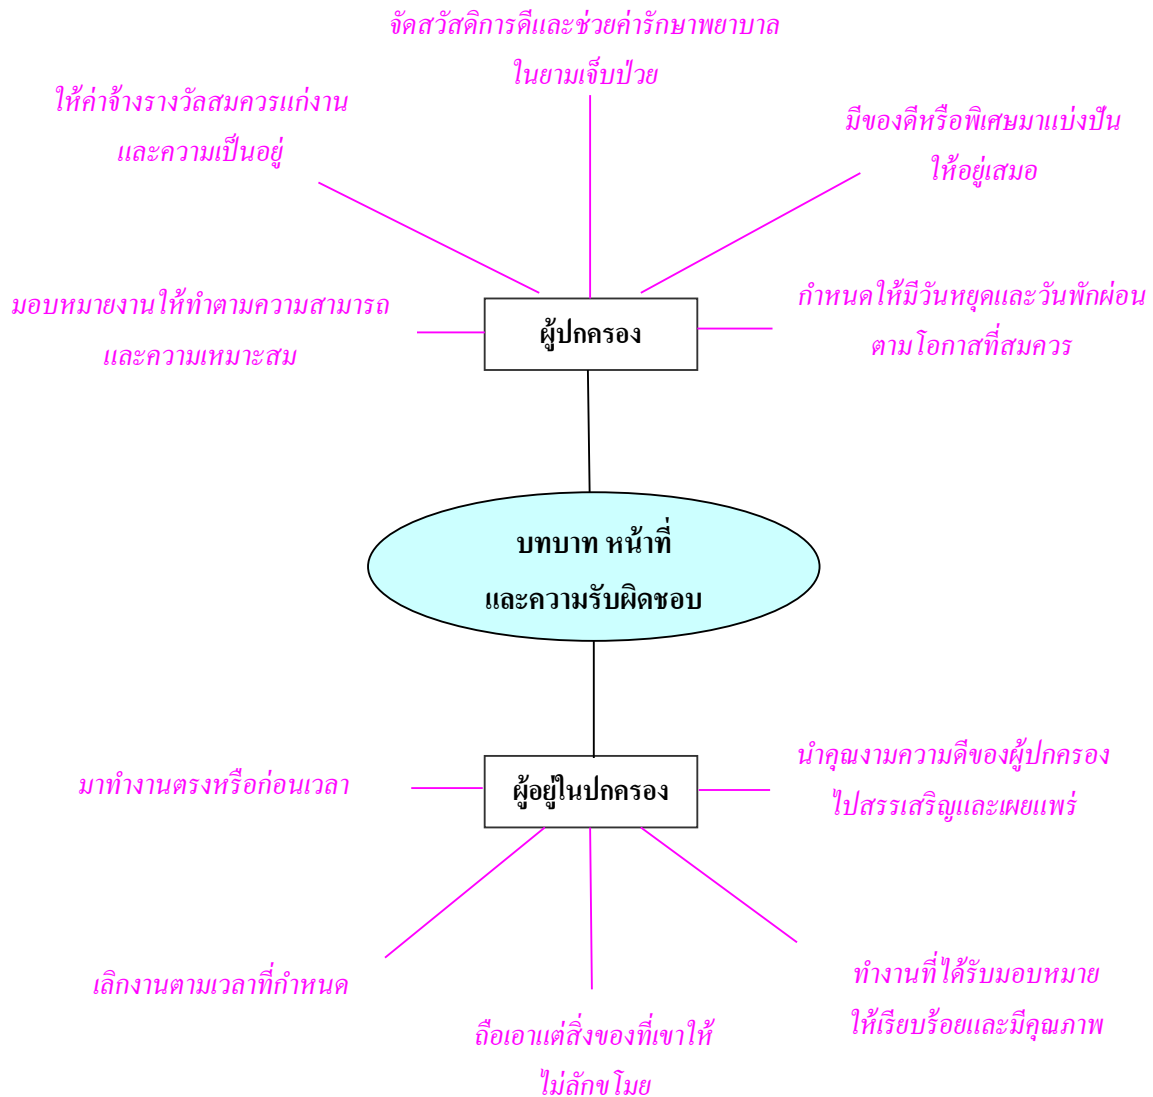 จัดสวัสดิการดีและช่วยค่ารักษาพยาบาล
ในยามเจ็บป่วย
ให้ค่าจ้างรางวัลสมควรแก่งาน
และความเป็นอยู่
มีของดีหรือพิเศษมาแบ่งปัน
ให้อยู่เสมอ
มอบหมายงานให้ทำตามความสามารถ
และความเหมาะสม
ผู้ปกครอง
กำหนดให้มีวันหยุดและวันพักผ่อน
ตามโอกาสที่สมควร
บทบาท หน้าที่
และความรับผิดชอบ
มาทำงานตรงหรือก่อนเวลา
ผู้อยู่ในปกครอง
นำคุณงามความดีของผู้ปกครอง
ไปสรรเสริญและเผยแพร่
เลิกงานตามเวลาที่กำหนด
ถือเอาแต่สิ่งของที่เขาให้
ไม่ลักขโมย
ทำงานที่ได้รับมอบหมาย
ให้เรียบร้อยและมีคุณภาพ